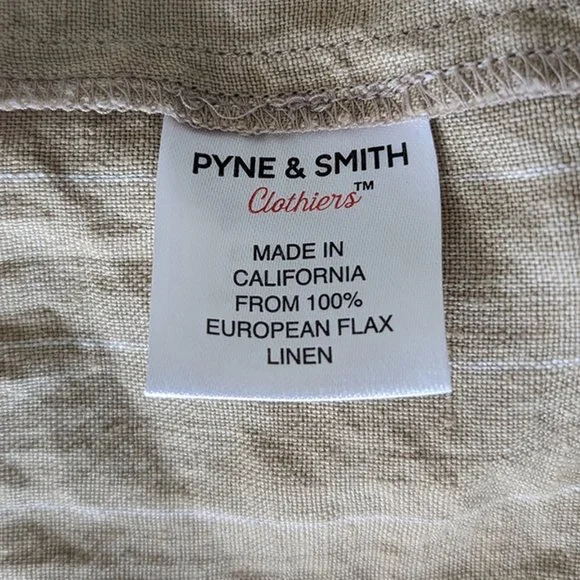 PYNE & SMITH
Clothiers™
MADE IN
CALIFORNIA
FROM 100%
EUROPEAN FLAX
LINEN